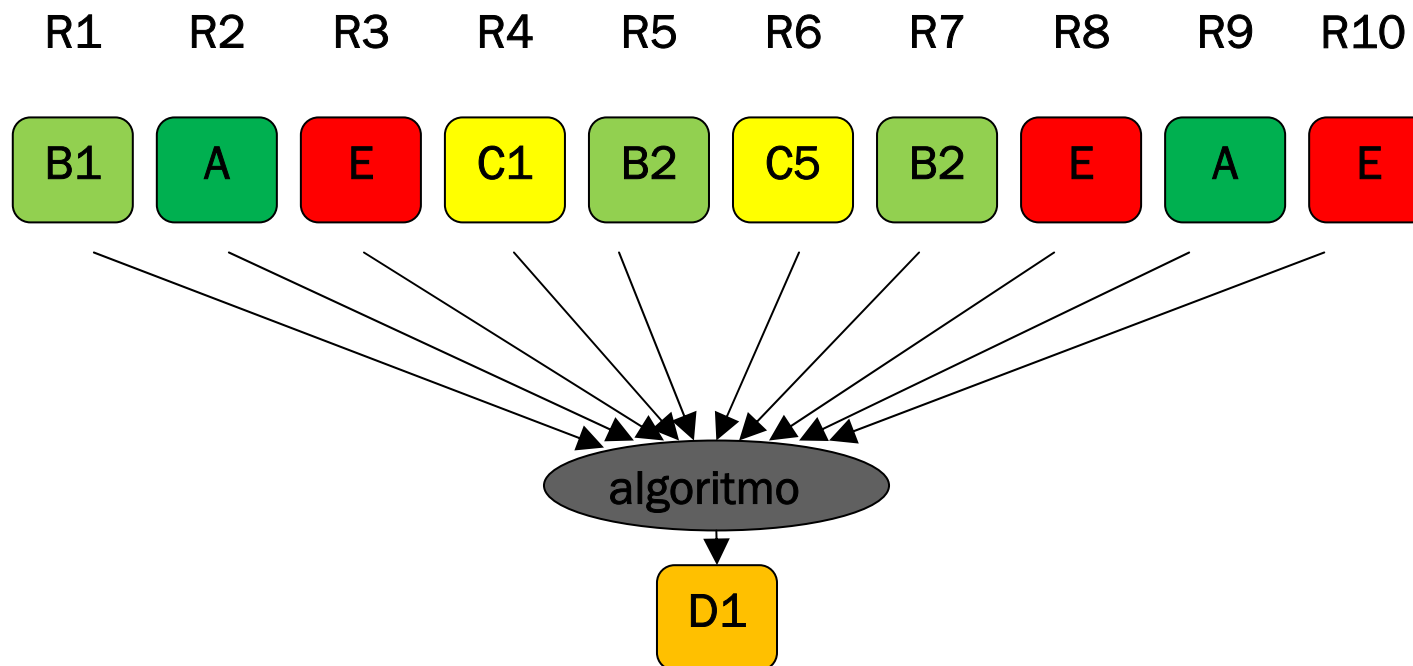 R1 R2 R3 R4 R5 R6 R7 R8 R9 R10
B1 A E C1 B2 C5 B2 E A E
algoritmo
D1